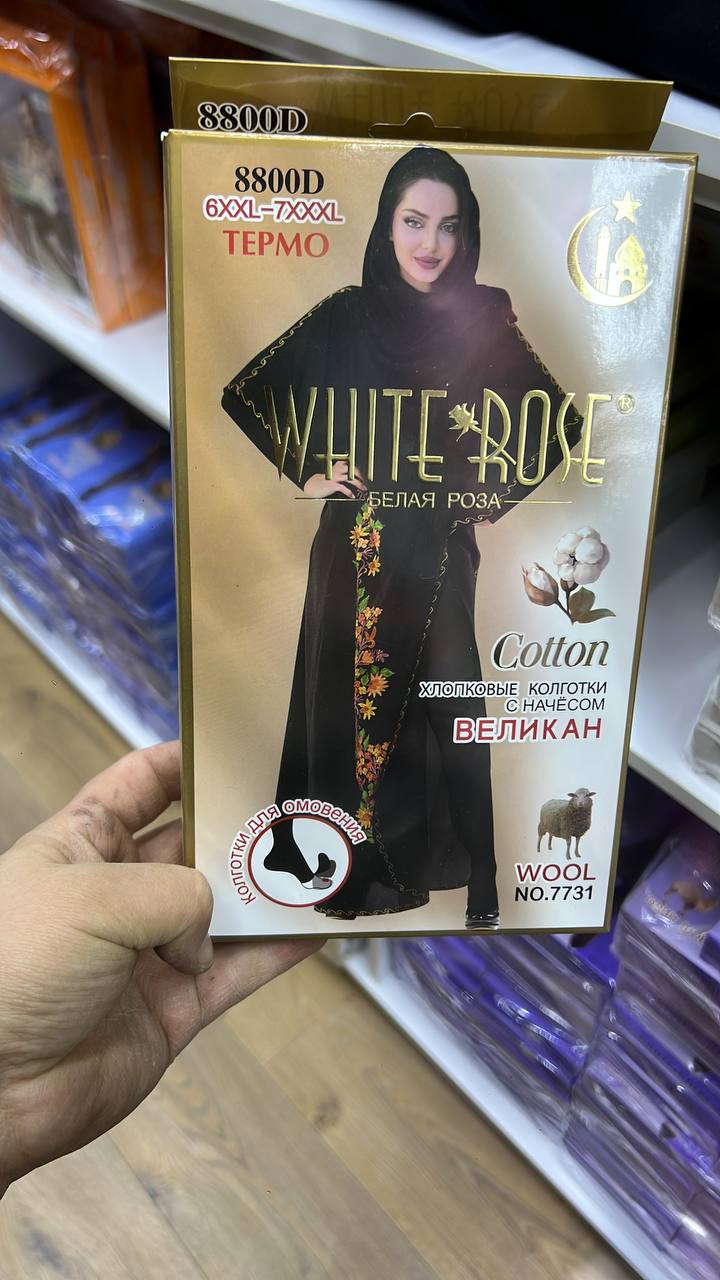 8800D
8800D
6XXL-7XXXL
ТЕРМО
WHITE ROSE®
БЕЛАЯ РОЗА
Cotton
ХЛОПКОВЫЕ КОЛГОТКИ
С НАЧЁСОМ
ВЕЛИКАН
Колготки для омовения
WOOL
NO.7731